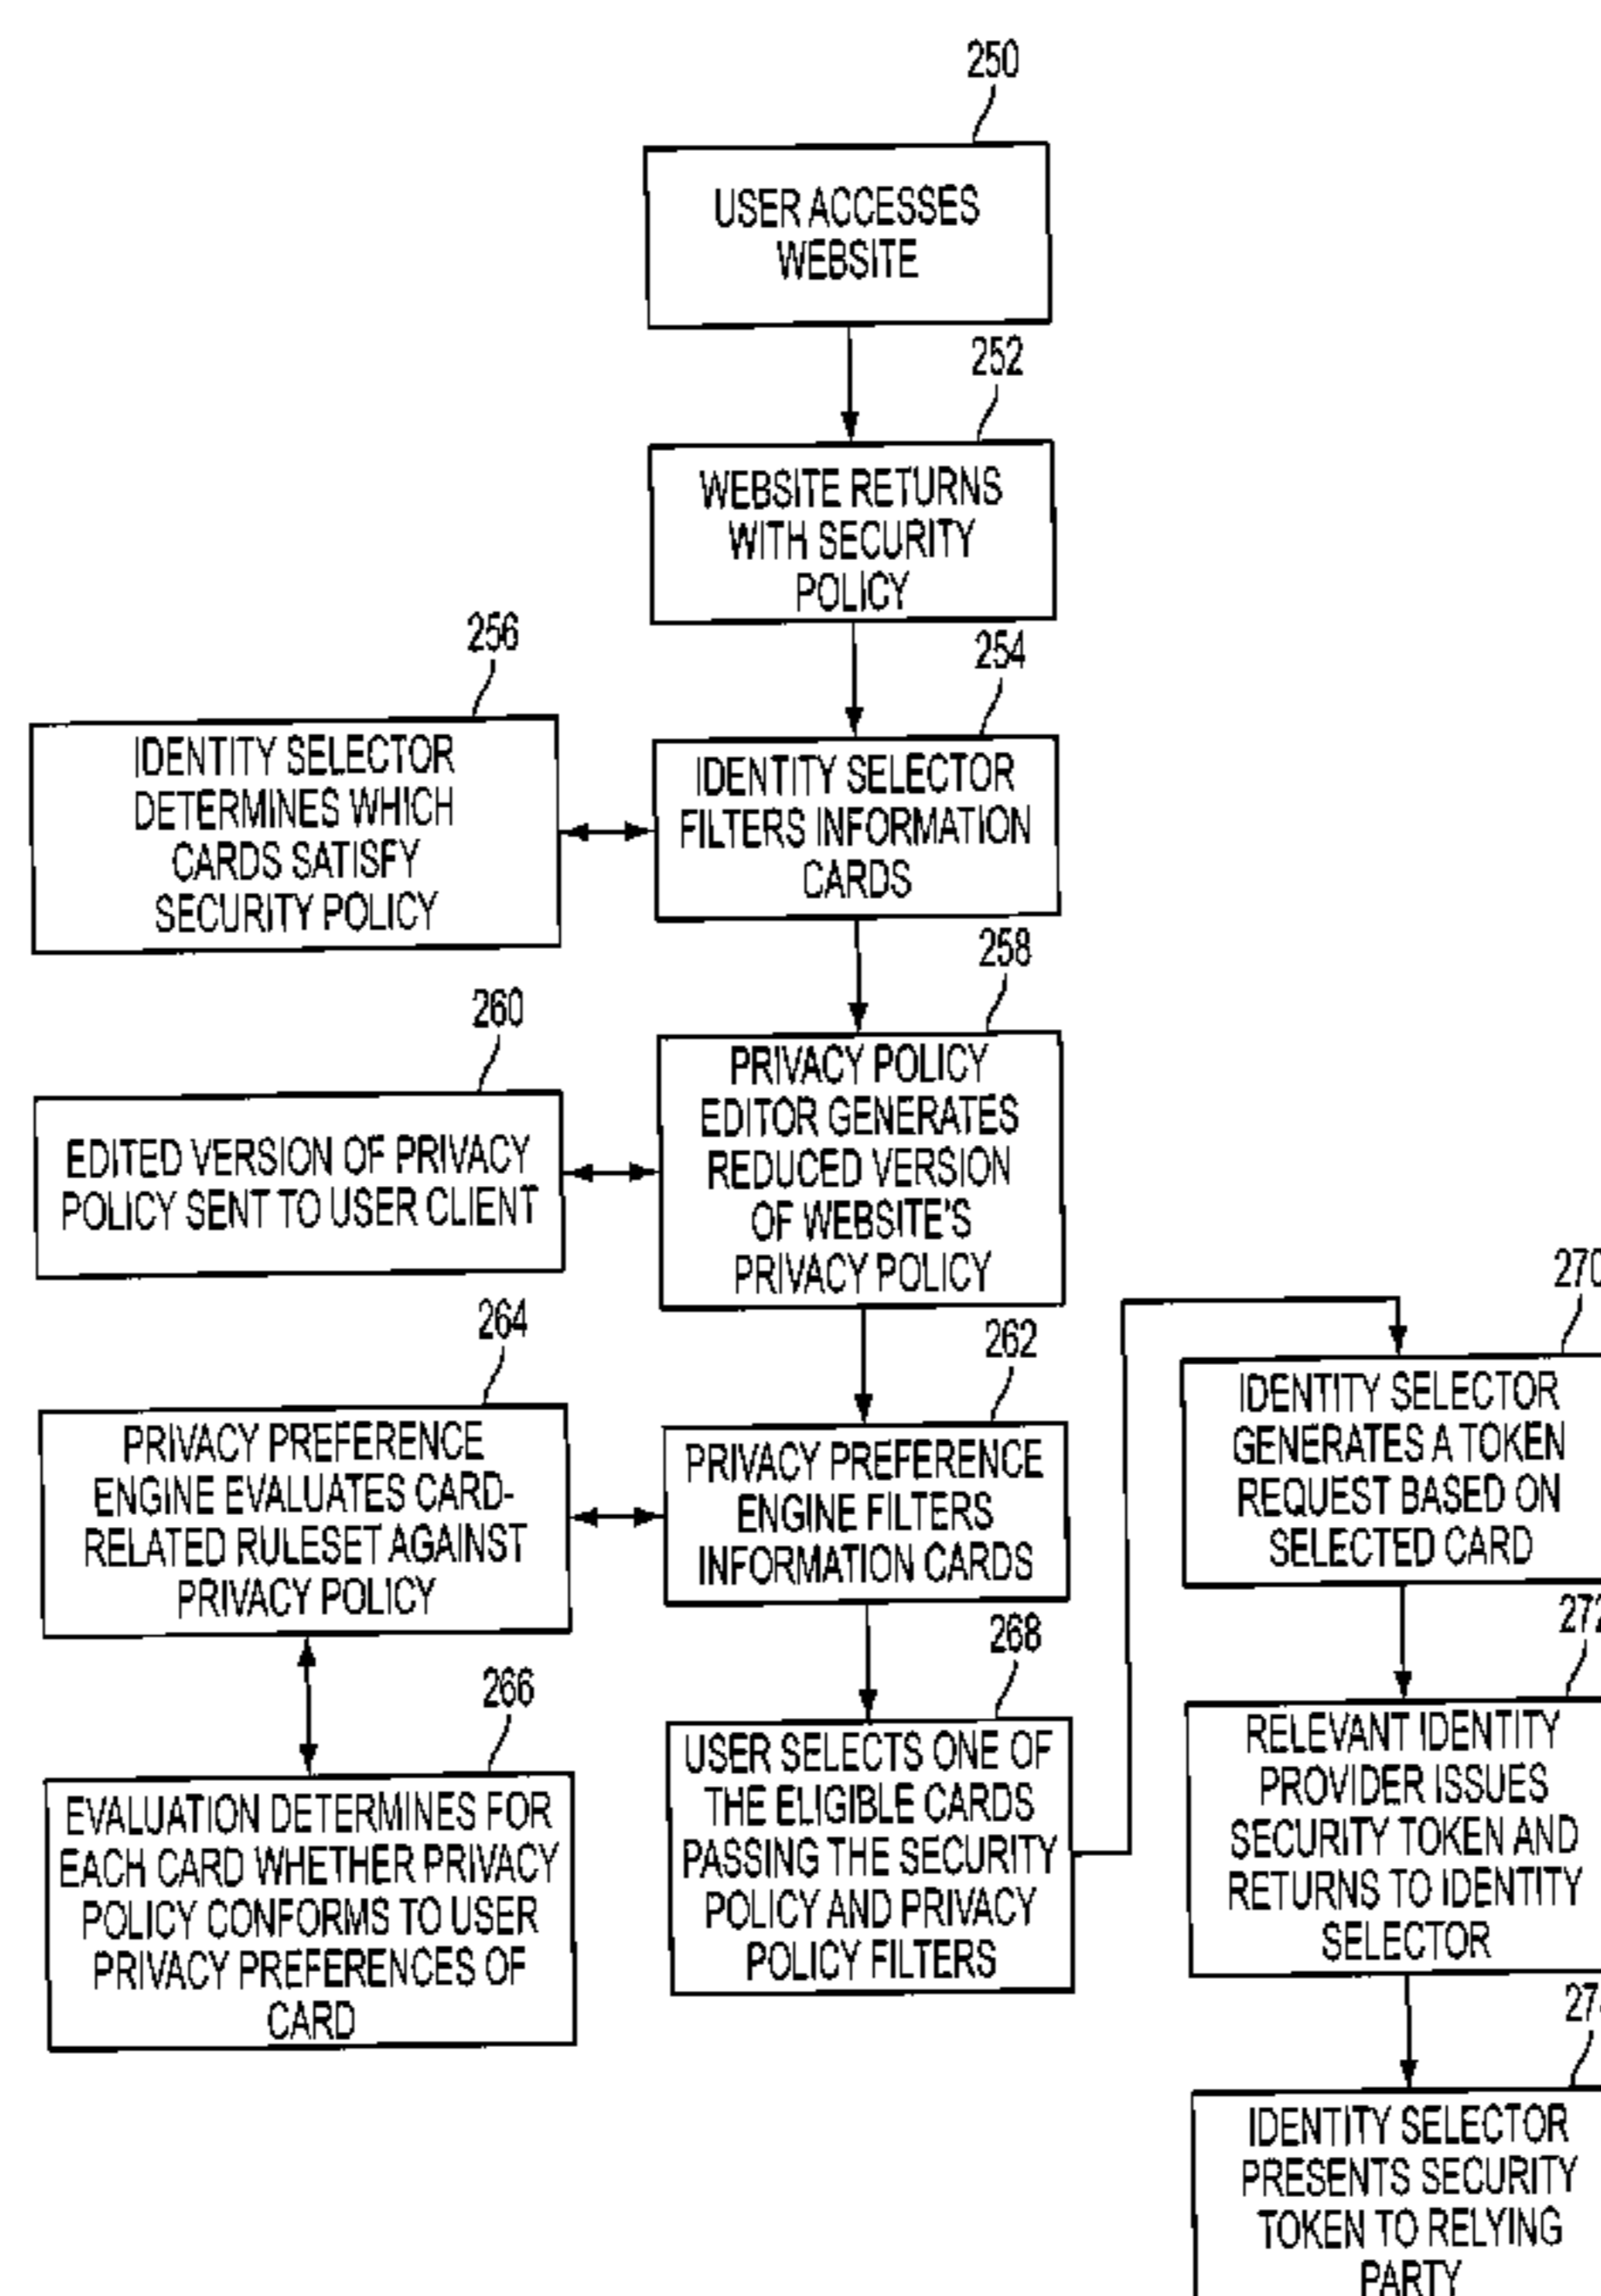 250
USER ACCESSES
WEBSITE
252
WEBSITE RETURNS
WITH SECURITY
POLICY
254
IDENTITY SELECTOR
FILTERS INFORMATION
CARDS
256
IDENTITY SELECTOR
DETERMINES WHICH
CARDS SATISFY
SECURITY POLICY
258
PRIVACY POLICY
EDITOR GENERATES
REDUCED VERSION
OF WEBSITE'S
PRIVACY POLICY
260
EDITED VERSION OF PRIVACY
POLICY SENT TO USER CLIENT
262
PRIVACY PREFERENCE
ENGINE FILTERS
INFORMATION CARDS
264
PRIVACY PREFERENCE
ENGINE EVALUATES CARD-
RELATED RULESET AGAINST
PRIVACY POLICY
266
EVALUATION DETERMINES FOR
EACH CARD WHETHER PRIVACY
POLICY CONFORMS TO USER
PRIVACY PREFERENCES OF
CARD
268
USER SELECTS ONE OF
THE ELIGIBLE CARDS
PASSING THE SECURITY
POLICY AND PRIVACY
POLICY FILTERS
270
IDENTITY SELECTOR
GENERATES A TOKEN
REQUEST BASED ON
SELECTED CARD
272
RELEVANT IDENTITY
PROVIDER ISSUES
SECURITY TOKEN AND
RETURNS TO IDENTITY
SELECTOR
IDENTITY SELECTOR
PRESENTS SECURITY
TOKEN TO RELYING
PARTY